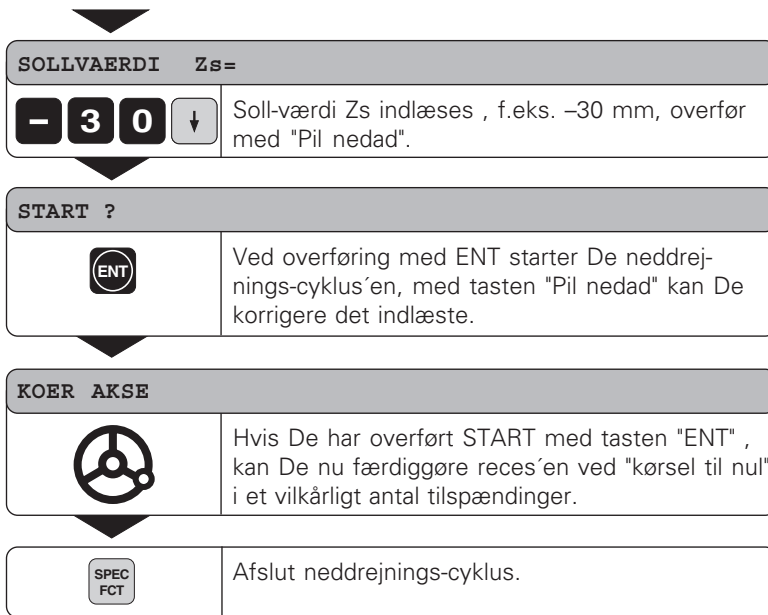 SOLLVAERDI Zs=
- 3 0 ↓
Soll-værdi Zs indlæses , f.eks. –30 mm, overfør
med "Pil nedad".
START ?
ENT
Ved overføring med ENT starter De neddrej-
nings-cyklus´en, med tasten "Pil nedad" kan De
korrigere det indlæste.
KOER AKSE
Hvis De har overført START med tasten "ENT" ,
kan De nu færdiggøre reces´en ved "kørsel til nul"
i et vilkårligt antal tilspændinger.
SPEC
FCT
Afslut neddrejnings-cyklus.